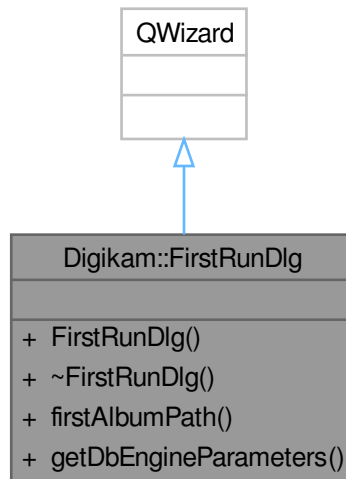 QWizard
Digikam::FirstRunDlg
+ FirstRunDlg()
+ ~FirstRunDlg()
+ firstAlbumPath()
+ getDbEngineParameters()